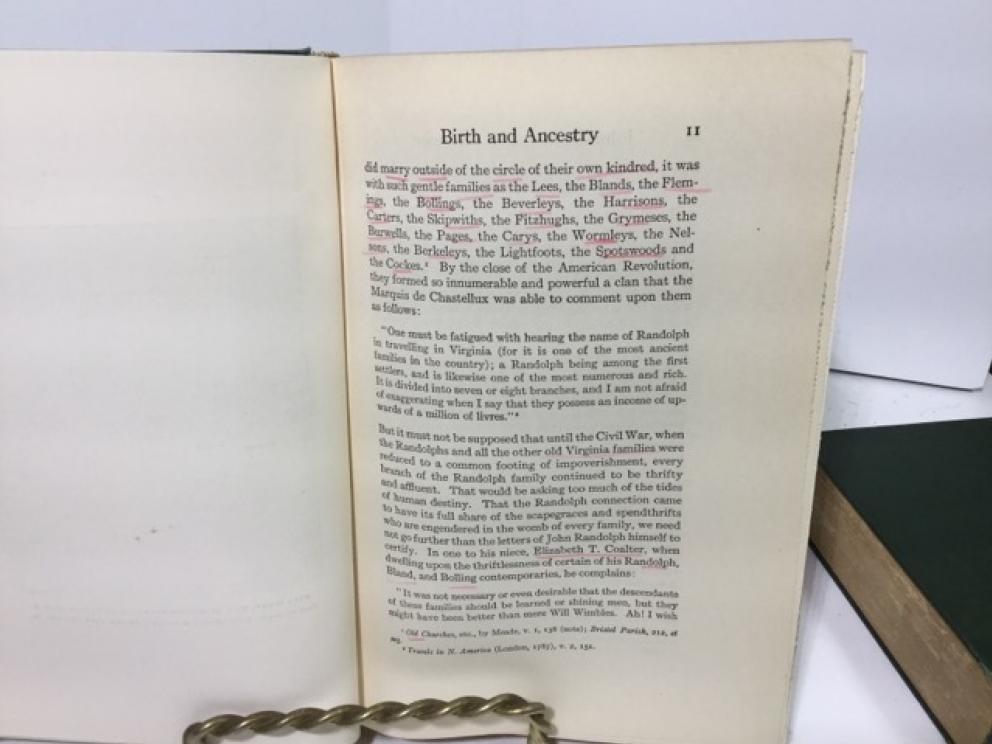 Birth and Ancestry 11
did marry outside of the circle of their own kindred, it was
with such gentle families as the Lees, the Blands, the Flem-
ings, the Bollings, the Beverleys, the Harrisons, the
Carters, the Skipwiths, the Fitzhughs, the Grymeses, the
Burwells, the Pages, the Carys, the Wormleys, the Nel-
sons, the Berkeleys, the Lightfoots, the Spotswoods and
the Cockes.¹ By the close of the American Revolution,
they formed so innumerable and powerful a clan that the
Marquis de Chastellux was able to comment upon them
as follows:
"One must be fatigued with hearing the name of Randolph
in travelling in Virginia (for it is one of the most ancient
families in the country); a Randolph being among the first
settlers, and is likewise one of the most numerous and rich.
It is divided into seven or eight branches, and I am not afraid
of exaggerating when I say that they possess an income of up-
wards of a million of livres."²
But it must not be supposed that until the Civil War, when
the Randolphs and all the other old Virginia families were
reduced to a common footing of impoverishment, every
branch of the Randolph family continued to be thrifty
and affluent. That would be asking too much of the tides
of human destiny. That the Randolph connection came
to have its full share of the scapegraces and spendthrifts
who are engendered in the womb of every family, we need
not go further than the letters of John Randolph himself to
certify. In one to his niece, Elizabeth T. Coalter, when
dwelling upon the thriftlessness of certain of his Randolph,
Bland, and Bolling contemporaries, he complains:
"It was not necessary or even desirable that the descendants
of these families should be learned or shining men, but they
might have been better than mere Will Wimbles. Ah! I wish
¹ Old Churches, etc., by Meade, v. 1, 138 (note); Bristol Parish, 212, et
seq.
² Travels in N. America (London, 1787), v. 2, 151.